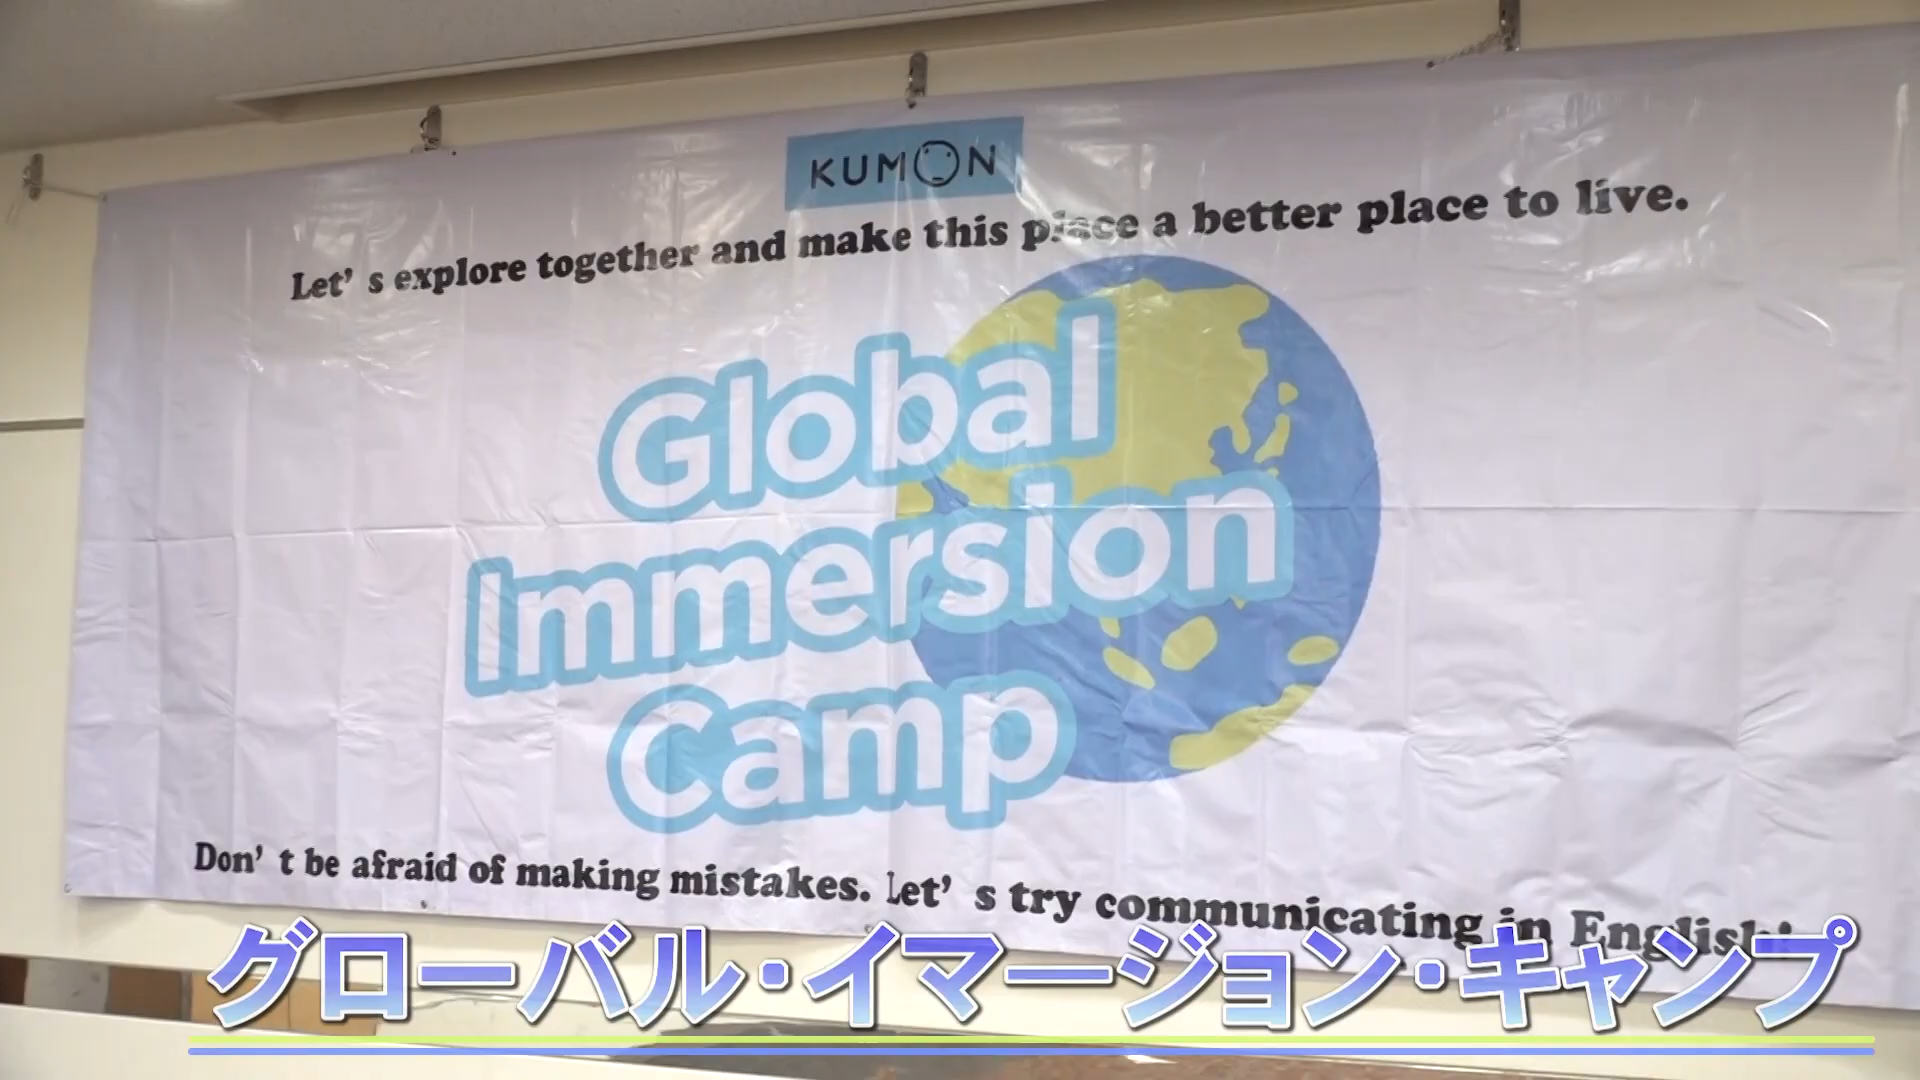 KUMON
Let's explore together and make this place a better place to live.
Global
Immersion
Camp
Don't be afraid of making mistakes. Let's try communicating in English!
グローバル・イマージョン・キャンプ